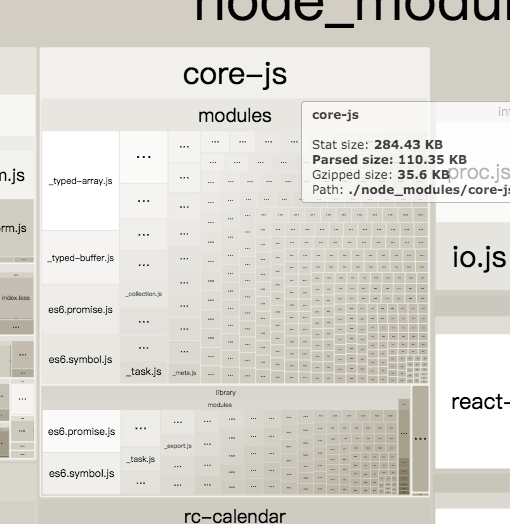 node_modul
core-js
modules
core-js
Stat size: 284.43 KB
Parsed size: 110.35 KB
Gzipped size: 35.6 KB
Path: ./node_modules/core-js
int
proc.js
m.js
_typed-array.js
orm.js
_typed-buffer.js
io.js
index.less
_collection.js
es6.promise.js
es6.symbol.js
_task.js
_meta.js
library
modules
react-
es6.promise.js
_export.js
_task.js
es6.symbol.js
rc-calendar